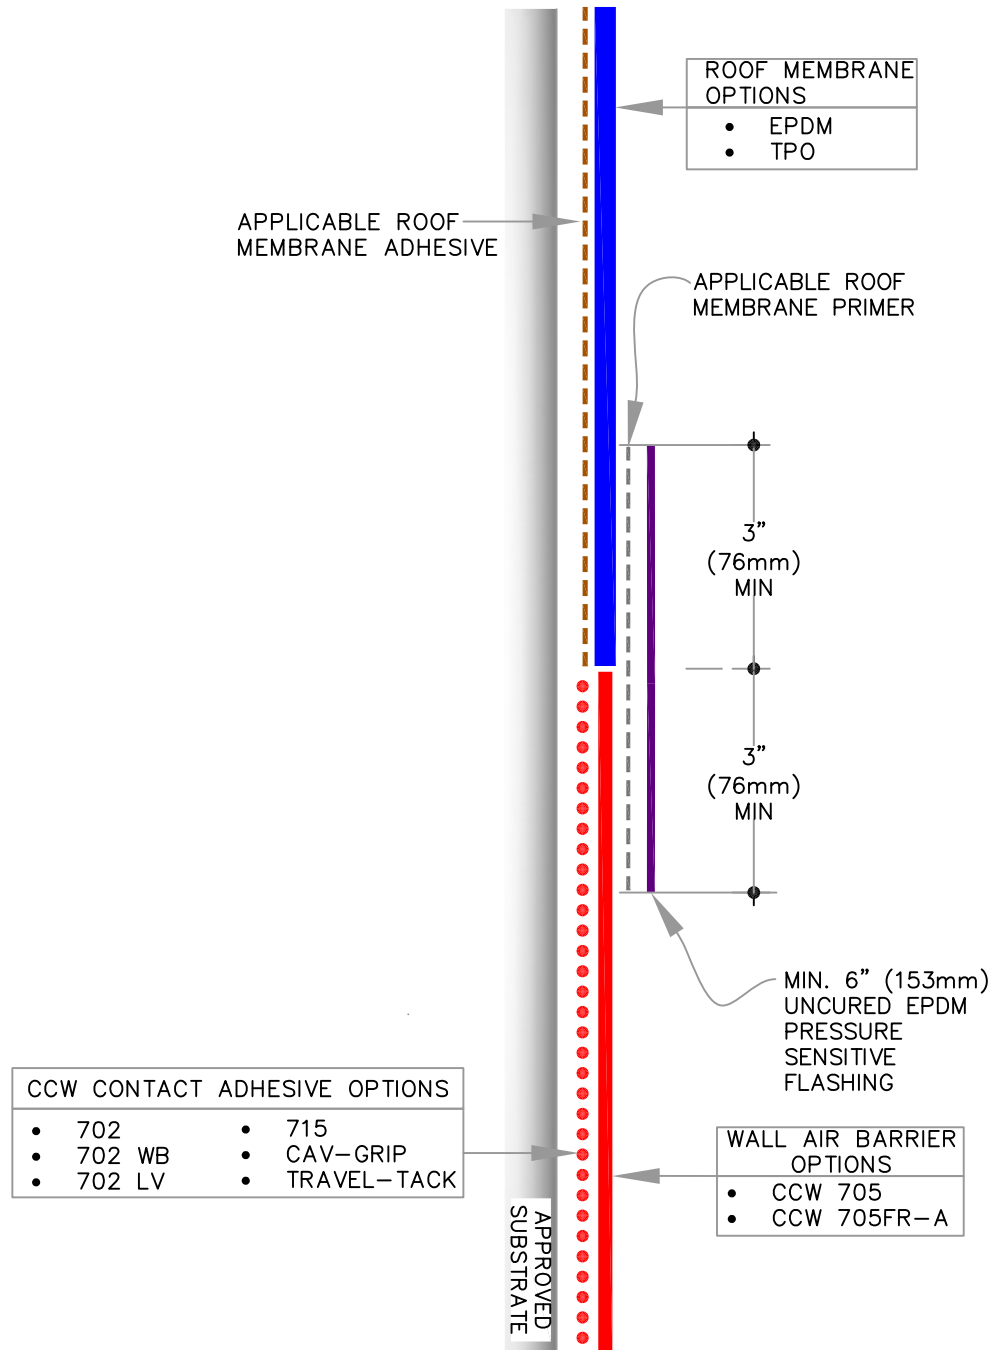 ROOF MEMBRANE
OPTIONS
• EPDM
• TPO
APPLICABLE ROOF
MEMBRANE ADHESIVE
APPLICABLE ROOF
MEMBRANE PRIMER
3"
(76mm)
MIN
3"
(76mm)
MIN
MIN. 6" (153mm)
UNCURED EPDM
PRESSURE
SENSITIVE
FLASHING
CCW CONTACT ADHESIVE OPTIONS
• 702
• 702 WB
• 702 LV
• 715
• CAV-GRIP
• TRAVEL-TACK
WALL AIR BARRIER
OPTIONS
• CCW 705
• CCW 705FR-A
APPROVED
SUBSTRATE